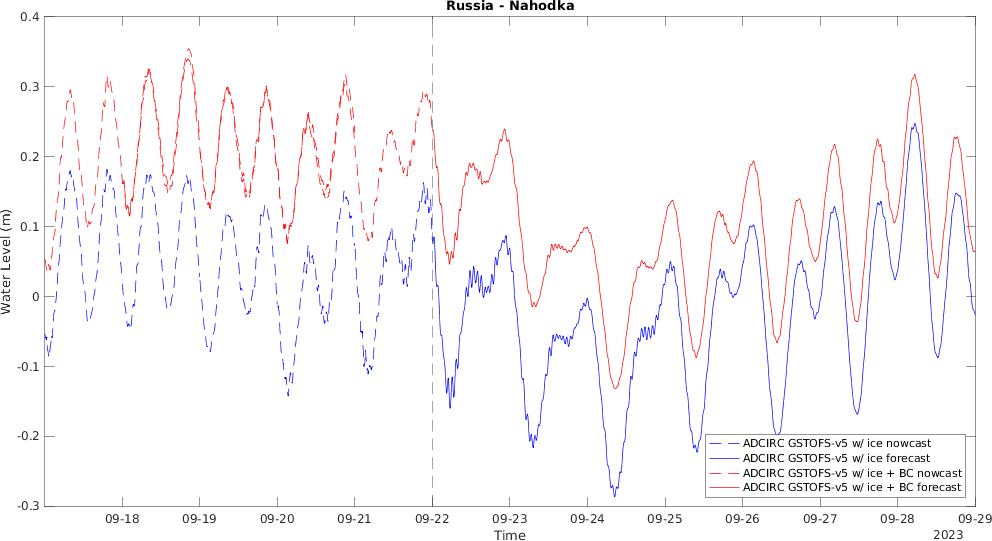 Russia - Nahodka
Water Level (m)
0.4
0.3
0.2
0.1
0
-0.1
-0.2
-0.3
ADCIRC GSTOFS-v5 w/ ice nowcast
ADCIRC GSTOFS-v5 w/ ice forecast
ADCIRC GSTOFS-v5 w/ ice + BC nowcast
ADCIRC GSTOFS-v5 w/ ice + BC forecast
09-18 09-19 09-20 09-21 09-22 09-23 09-24 09-25 09-26 09-27 09-28 09-29
Time
2023